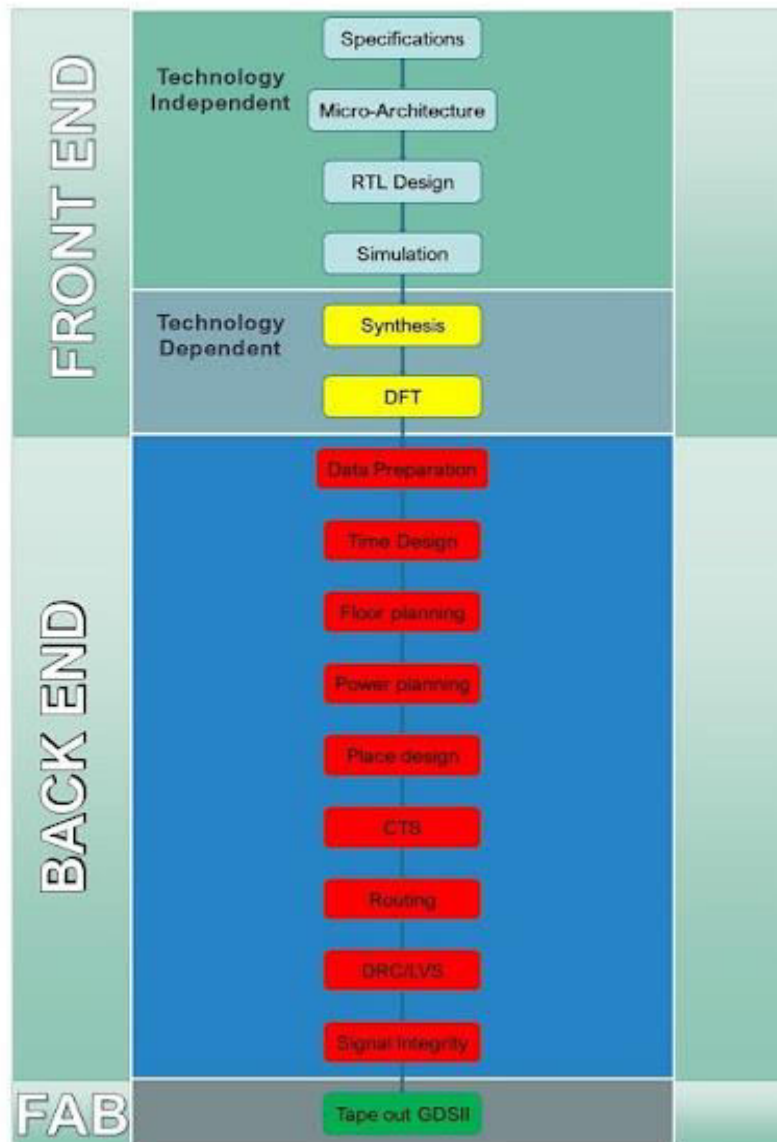 FRONT END
Technology
Independent
Specifications
Micro-Architecture
RTL Design
Simulation
Technology
Dependent
Synthesis
DFT
BACK END
Data Preparation
Time Design
Floor planning
Power planning
Place design
CTS
Routing
DRC/LVS
Signal Integrity
FAB
Tape out GDSII